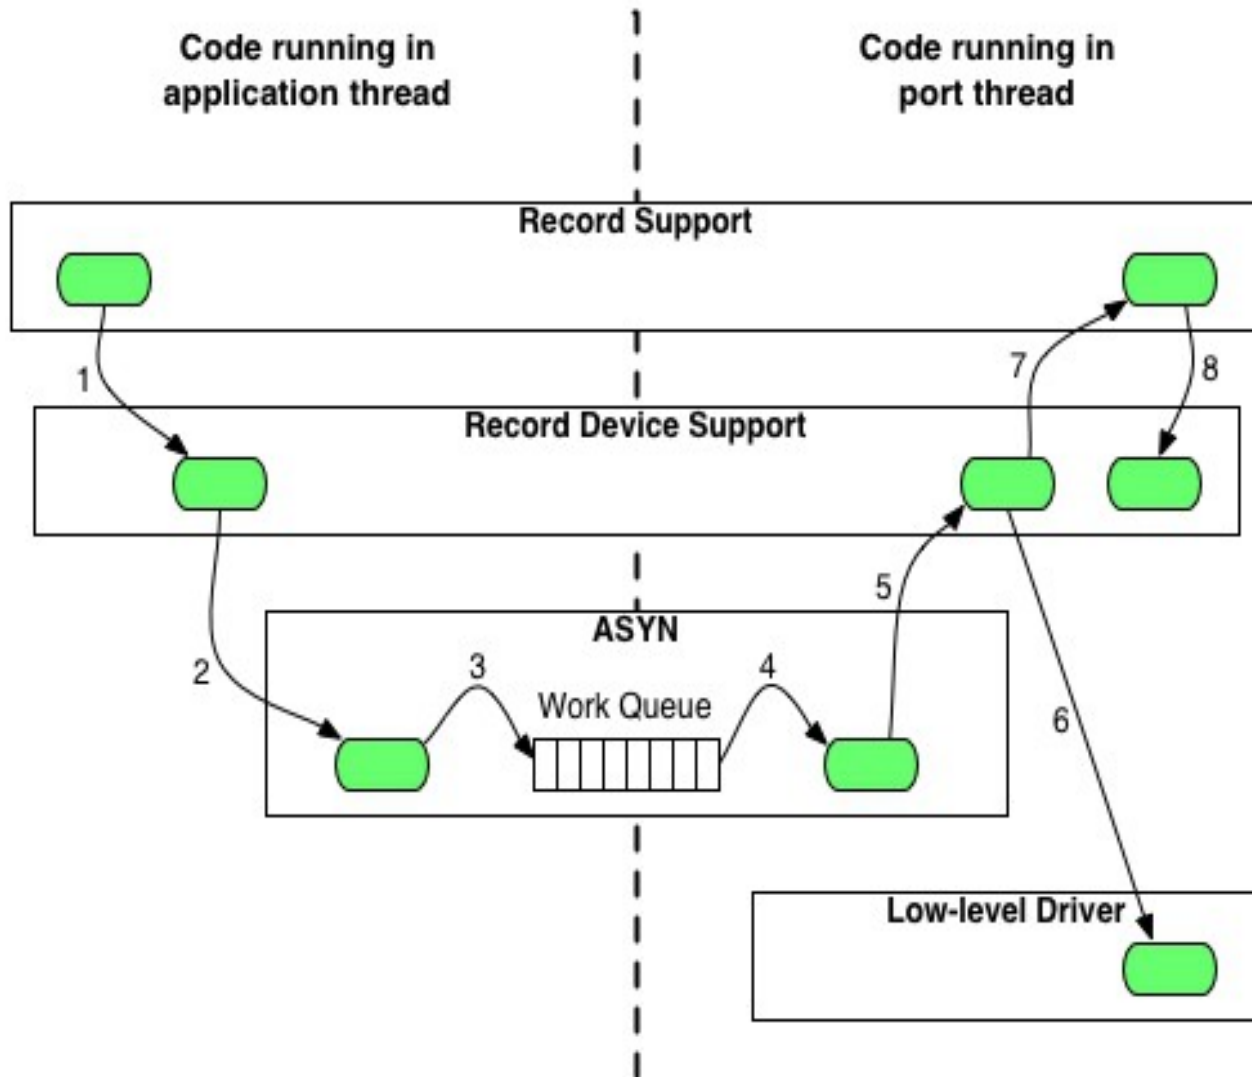 Code running in
application thread
Code running in
port thread
Record Support
1
7
8
Record Device Support
2
5
ASYN
3
4
Work Queue
6
Low-level Driver